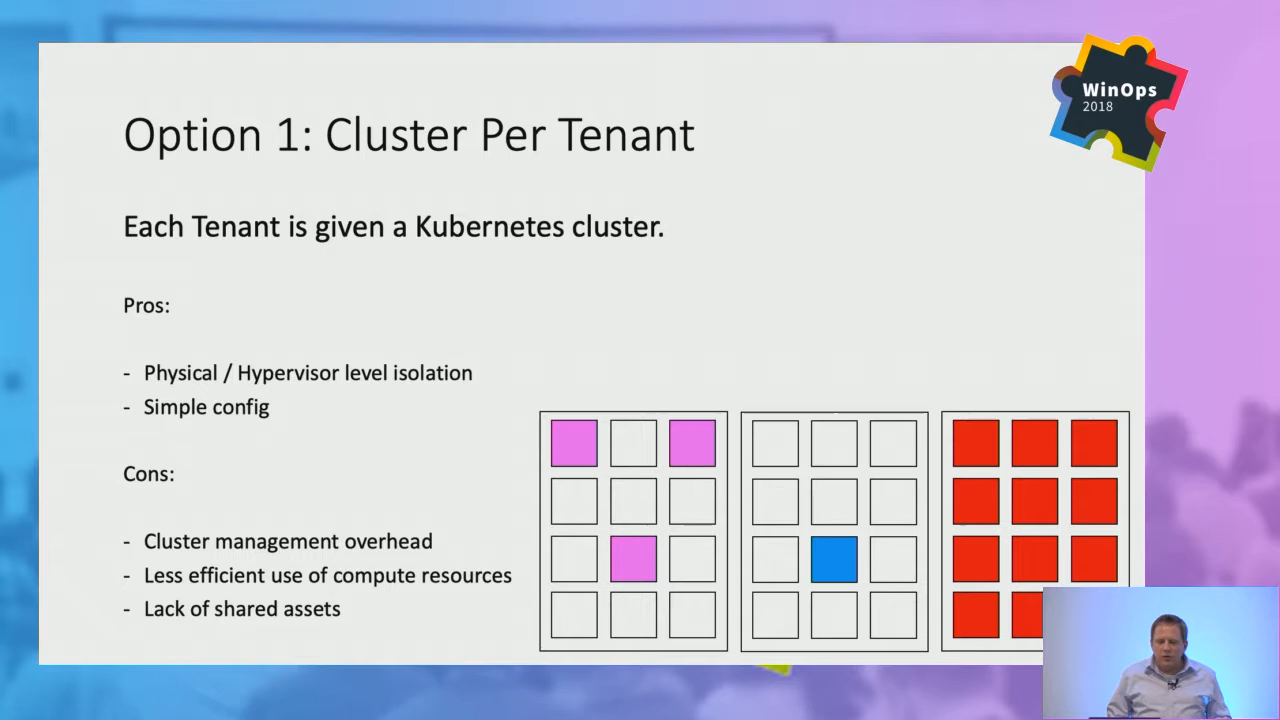 WinOps
2018
Option 1: Cluster Per Tenant
Each Tenant is given a Kubernetes cluster.
Pros:
- Physical / Hypervisor level isolation
- Simple config
Cons:
- Cluster management overhead
- Less efficient use of compute resources
- Lack of shared assets